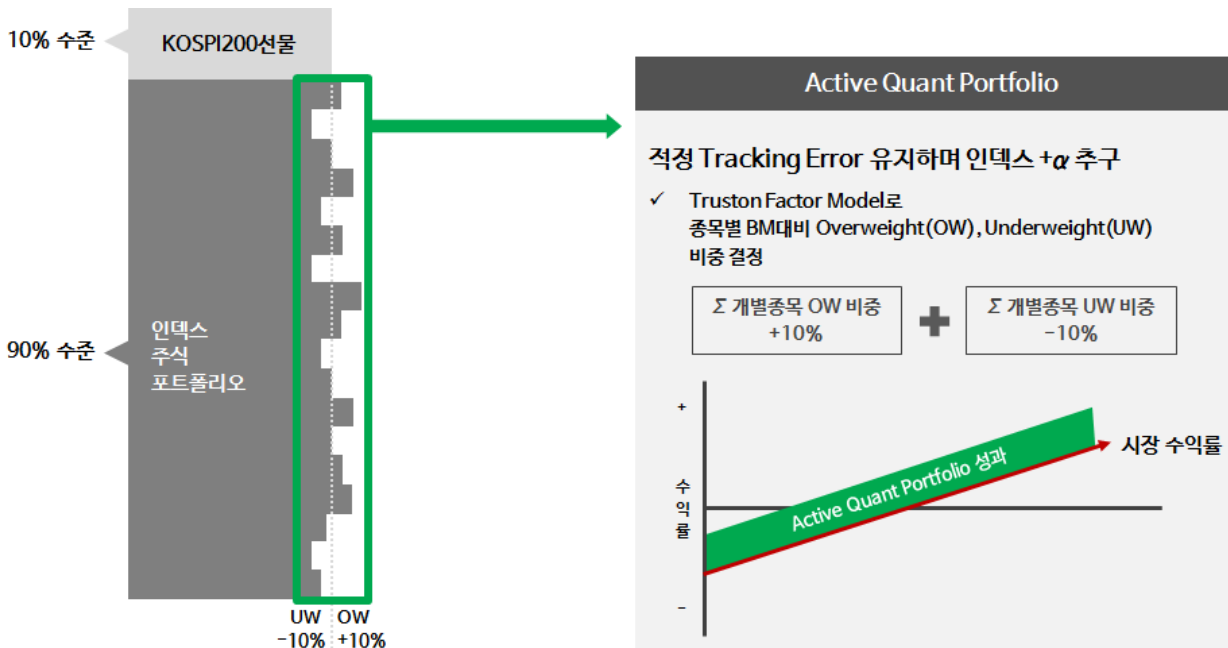 10% 수준
KOSPI200선물
90% 수준
인덱스
주식
포트폴리오
UW
-10%
OW
+10%
Active Quant Portfolio
적정 Tracking Error 유지하며 인덱스 +α 추구
✓ Truston Factor Model로
종목별 BM대비 Overweight(OW), Underweight(UW)
비중 결정
Σ 개별종목 OW 비중
+10%
Σ 개별종목 UW 비중
-10%
+
수
익
률
-
Active Quant Portfolio 성과
시장 수익률